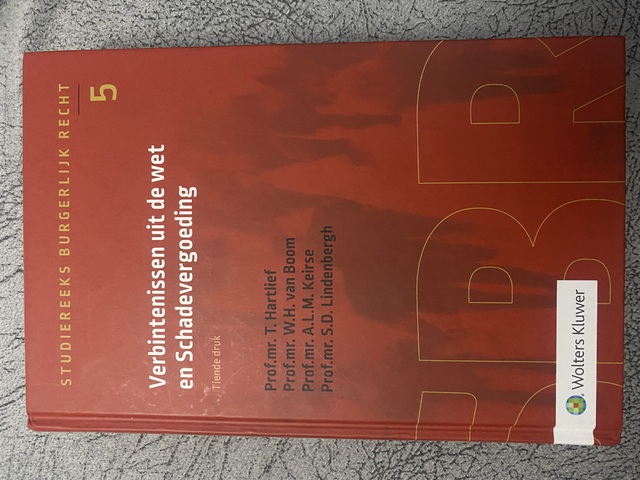 STUDIEREEKS BURGERLIJK RECHT
5
Verbintenissen uit de wet
en Schadevergoeding
Tiende druk
Prof.mr. T. Hartlief
Prof.mr. W.H. van Boom
Prof.mr. A.L.M. Keirse
Prof.mr. S.D. Lindenbergh
SBR
Wolters Kluwer